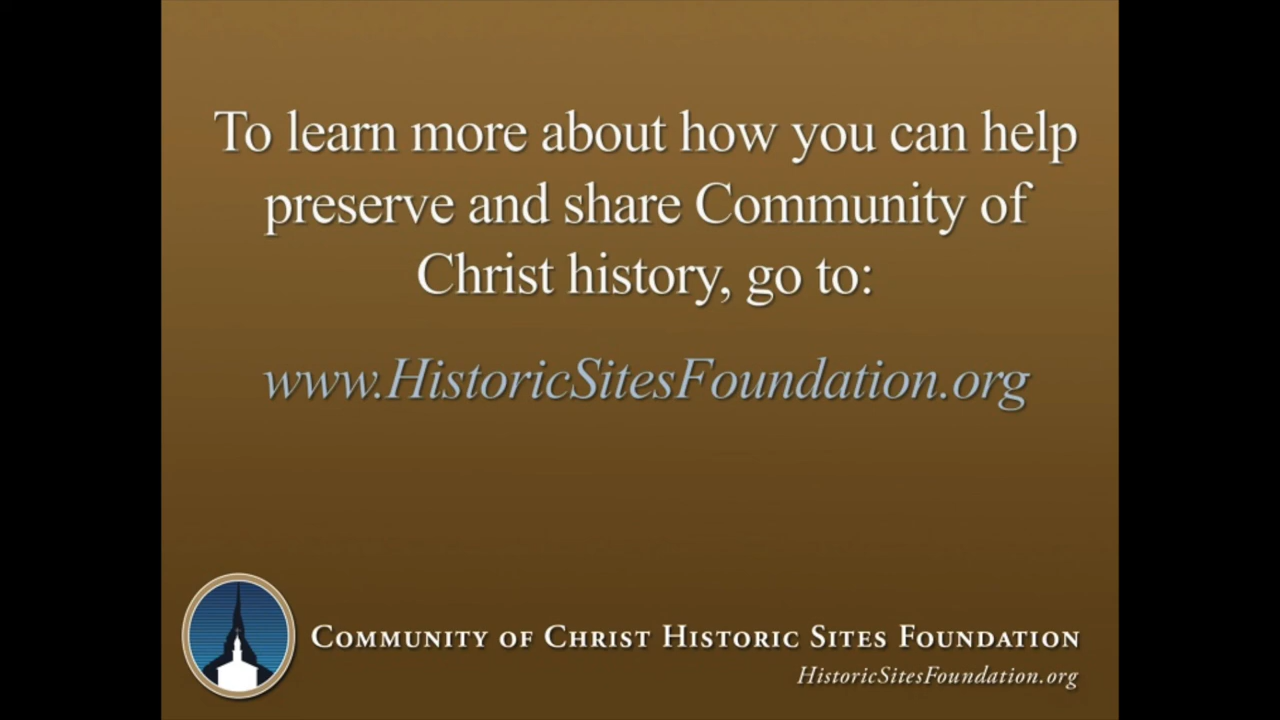 To learn more about how you can help
preserve and share Community of
Christ history, go to:
www.HistoricSitesFoundation.org
Community of Christ Historic Sites Foundation
HistoricSitesFoundation.org